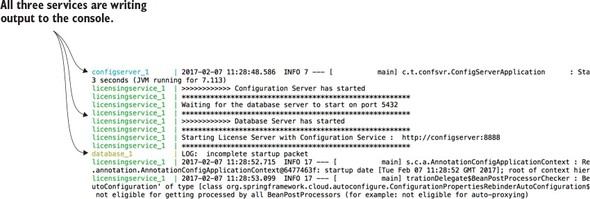 All three services are writing
output to the console.
configserver_1 | 2017-02-07 11:28:48.586 INFO 7 --- [ main] c.t.confsvr.ConfigServerApplication : Sta
3 seconds (JVM running for 7.113)
licensingservice_1 | >>>>>>>>>>>> Configuration Server has started
licensingservice_1 | ********************************************************
licensingservice_1 | Waiting for the database server to start on port 5432
licensingservice_1 | ********************************************************
licensingservice_1 | >>>>>>>>>>>> Database Server has started
licensingservice_1 | ********************************************************
licensingservice_1 | Starting License Server with Configuration Service : http://configserver:8888
licensingservice_1 | ********************************************************
database_1 | LOG: incomplete startup packet
licensingservice_1 | 2017-02-07 11:28:52.715 INFO 17 --- [ main] s.c.a.AnnotationConfigApplicationContext : Re
.annotation.AnnotationConfigApplicationContext@6477463f: startup date [Tue Feb 07 11:28:52 GMT 2017]; root of context hier
licensingservice_1 | 2017-02-07 11:28:53.099 INFO 17 --- [ main] trationDelegate$BeanPostProcessorChecker : Be
utoConfiguration' of type [class org.springframework.cloud.autoconfigure.ConfigurationPropertiesRebinderAutoConfiguration$
not eligible for getting processed by all BeanPostProcessors (for example: not eligible for auto-proxying)